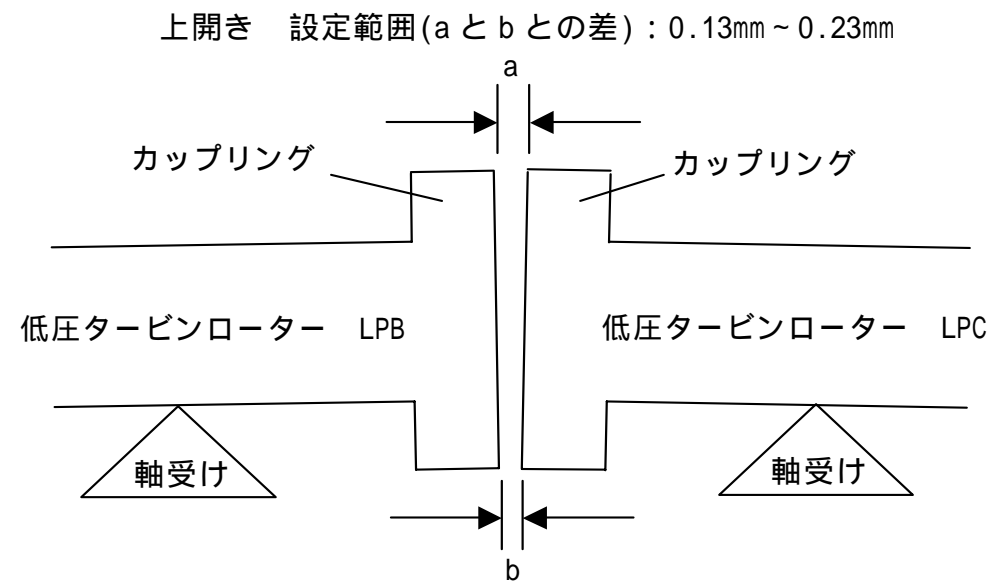 上開き　設定範囲(aとbとの差)：0.13㎜～0.23㎜
a
カップリング
カップリング
低圧タービンローター　LPB
低圧タービンローター　LPC
軸受け
軸受け
b